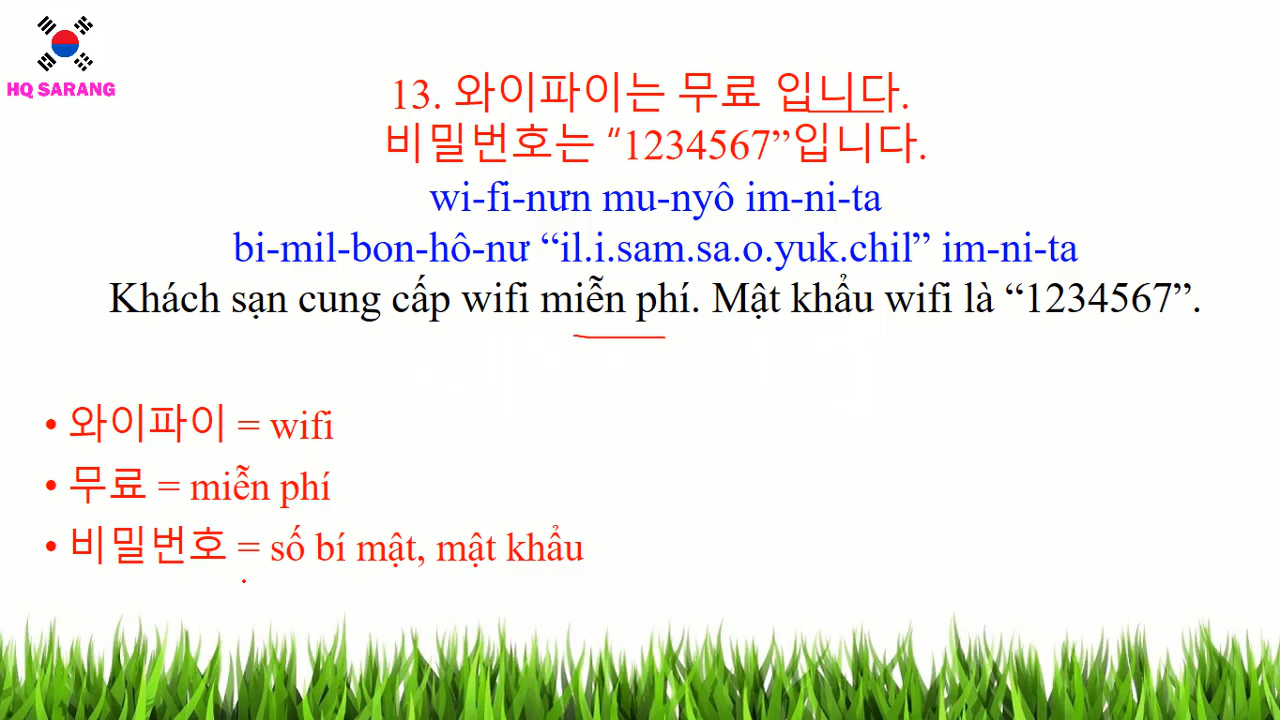 HQ SARANG
13. 와이파이는 무료 입니다.
비밀번호는 “1234567”입니다.
wi-fi-nưn mu-nyô im-ni-ta
bi-mil-bon-hô-nư “il.i.sam.sa.o.yuk.chil” im-ni-ta
Khách sạn cung cấp wifi miễn phí. Mật khẩu wifi là “1234567”.
• 와이파이 = wifi
• 무료 = miễn phí
• 비밀번호 = số bí mật, mật khẩu